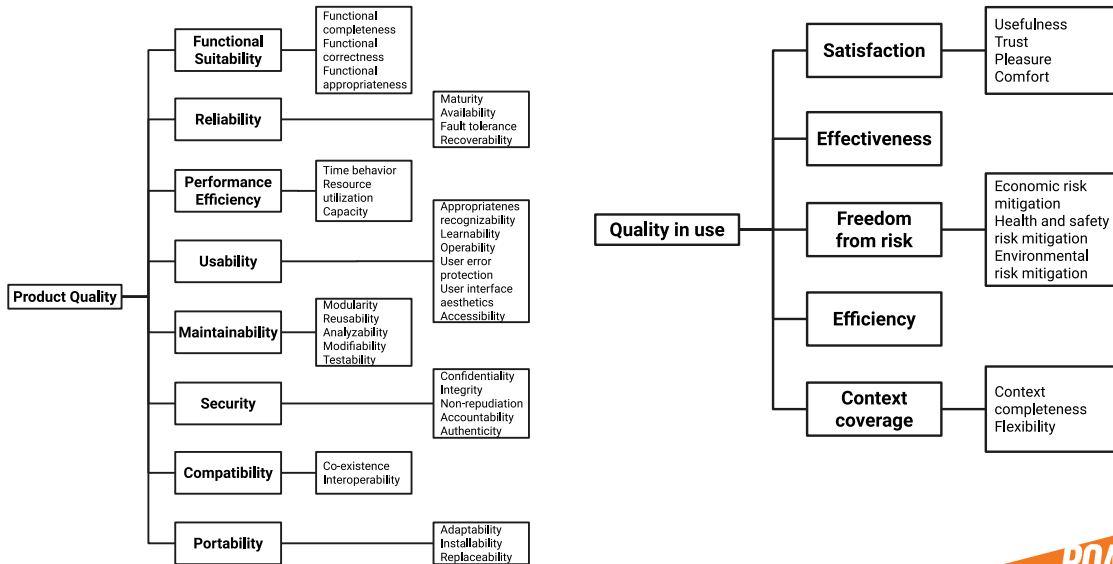 Product Quality
Functional
Suitability
Functional
completeness
Functional
correctness
Functional
appropriateness
Reliability
Maturity
Availability
Fault tolerance
Recoverability
Performance
Efficiency
Time behavior
Resource
utilization
Capacity
Usability
Appropriatenes
recognizability
Learnability
Operability
User error
protection
User interface
aesthetics
Accessibility
Maintainability
Modularity
Reusability
Analyzability
Modifiability
Testability
Security
Confidentiality
Integrity
Non-repudiation
Accountability
Authenticity
Compatibility
Co-existence
Interoperability
Portability
Adaptability
Installability
Replaceability
Quality in use
Satisfaction
Usefulness
Trust
Pleasure
Comfort
Effectiveness
Freedom
from risk
Economic risk
mitigation
Health and safety
risk mitigation
Environmental
risk mitigation
Efficiency
Context
coverage
Context
completeness
Flexibility